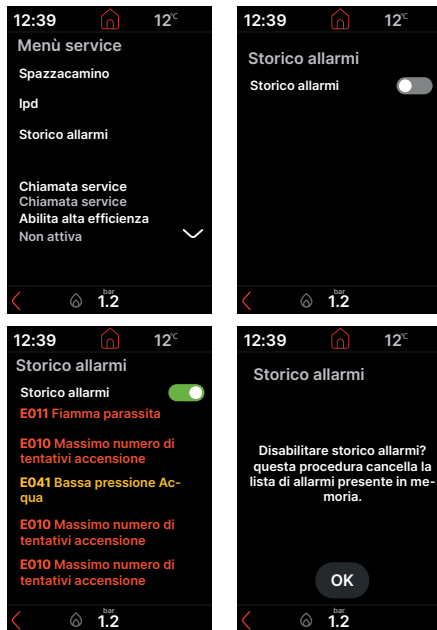 12:39 12°C
Menù service
Spazzacamino
Ipd
Storico allarmi
Chiamata service
Chiamata service
Abilita alta efficienza
Non attiva
bar
1.2
12:39 12°C
Storico allarmi
Storico allarmi
bar
1.2
12:39 12°C
Storico allarmi
Storico allarmi
E011 Fiamma parassita
E010 Massimo numero di
tentativi accensione
E041 Bassa pressione Ac-
qua
E010 Massimo numero di
tentativi accensione
E010 Massimo numero di
tentativi accensione
bar
1.2
12:39 12°C
Storico allarmi
Disabilitare storico allarmi?
questa procedura cancella la
lista di allarmi presente in me-
moria.
OK
bar
1.2